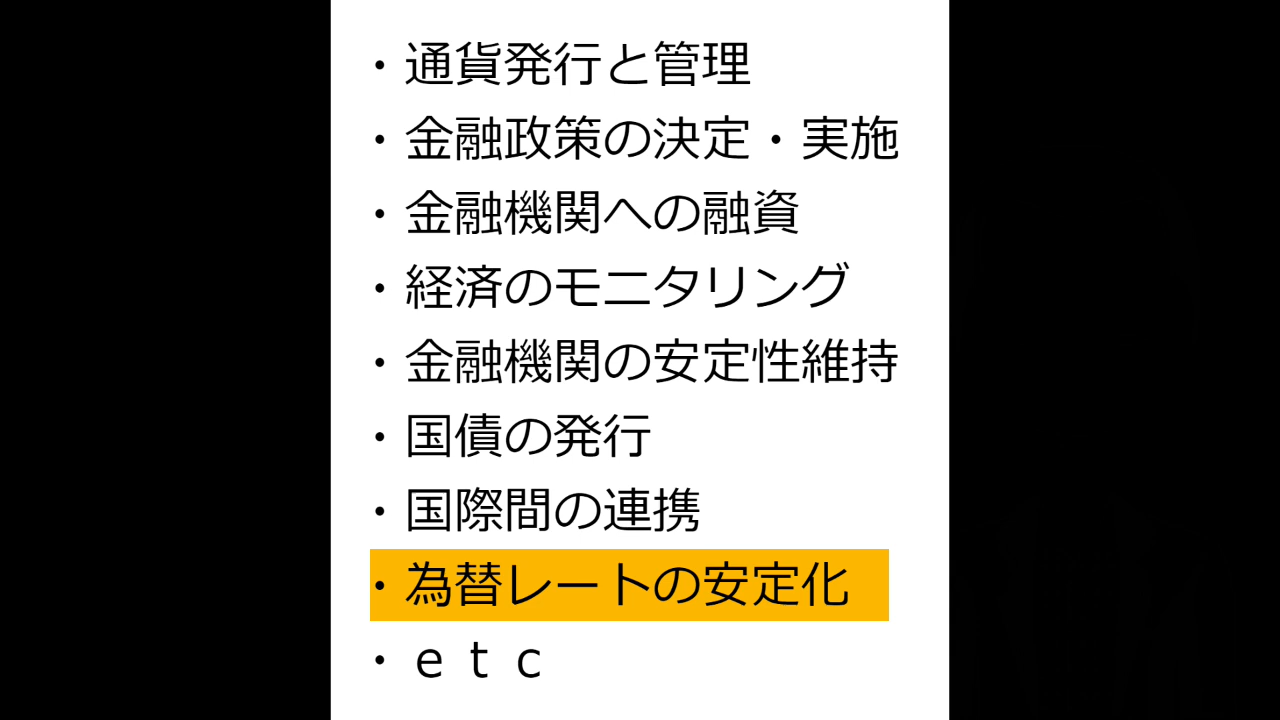 ・通貨発行と管理
・金融政策の決定・実施
・金融機関への融資
・経済のモニタリング
・金融機関の安定性維持
・国債の発行
・国際間の連携
・為替レートの安定化
・ｅｔｃ